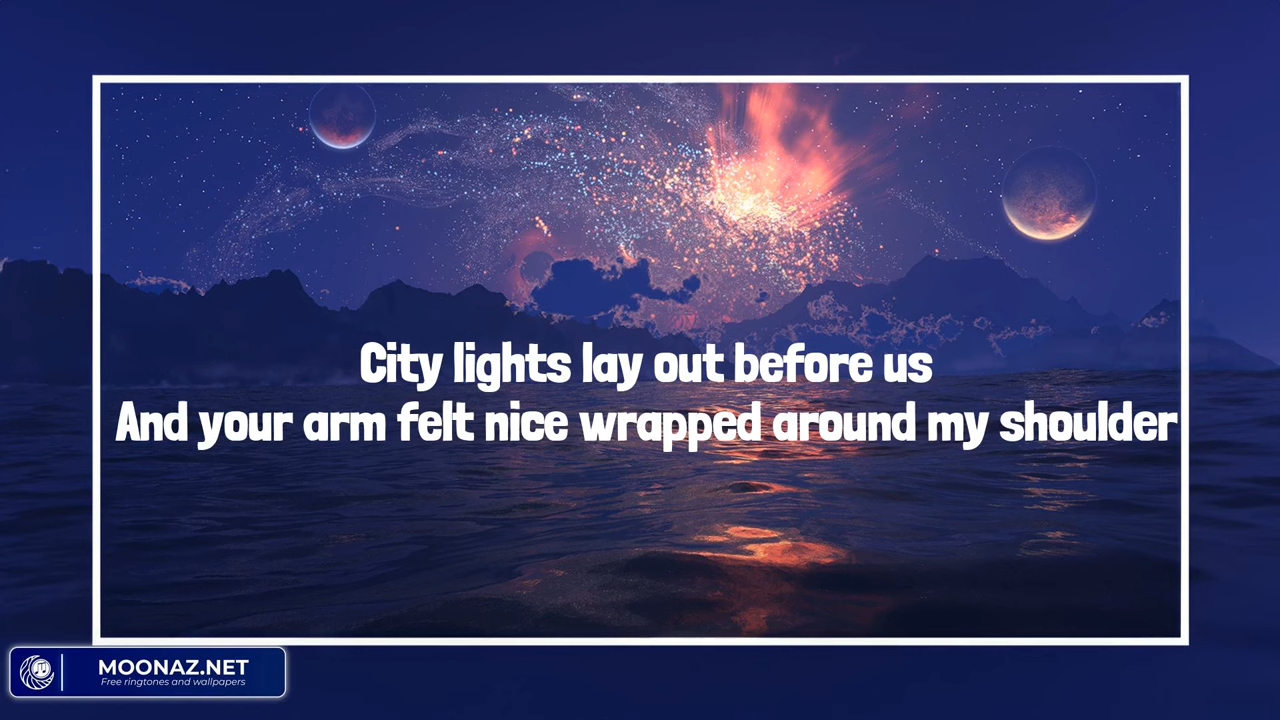 City lights lay out before us
And your arm felt nice wrapped around my shoulder
MOONAZ.NET
Free ringtones and wallpapers